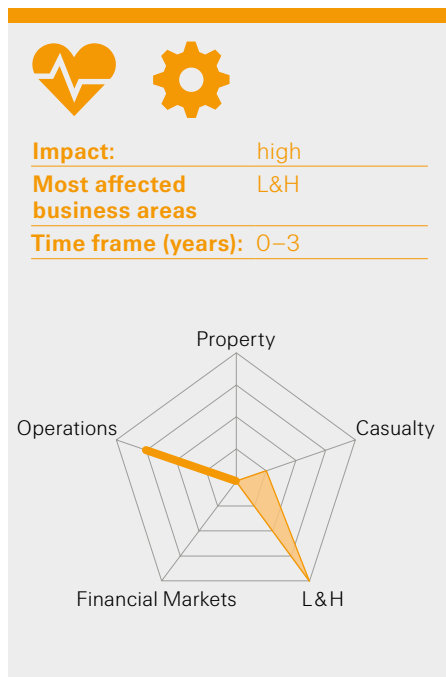 Impact: high
Most affected L&H
business areas
Time frame (years): 0–3
Property
Operations Casualty
Financial Markets L&H